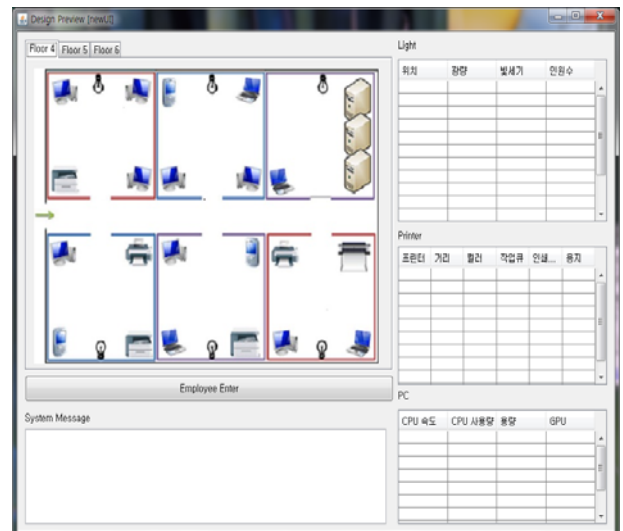 Design Preview [newUI]
Floor 4 Floor 5 Floor 6
Employee Enter
System Message
Light
위치 광량 빛세기 인원수
Printer
프린터 거리 컬러 작업큐 인쇄... 용지
PC
CPU 속도 CPU 사용량 용량 GPU